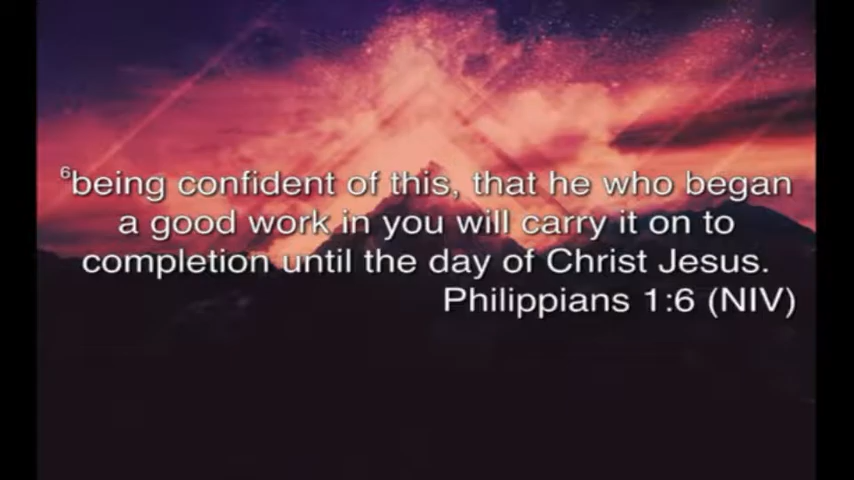 ⁶being confident of this, that he who began
a good work in you will carry it on to
completion until the day of Christ Jesus.
Philippians 1:6 (NIV)